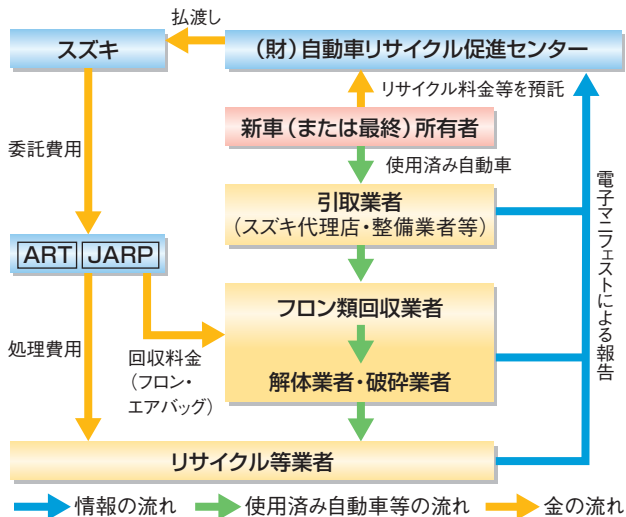 払渡し
スズキ
(財)自動車リサイクル促進センター
リサイクル料金等を預託
新車(または最終)所有者
委託費用
使用済み自動車
引取業者
(スズキ代理店・整備業者等)
電子マニフェストによる報告
ART JARP
フロン類回収業者
処理費用
回収料金
(フロン・
エアバッグ)
解体業者・破砕業者
リサイクル等業者
情報の流れ 使用済み自動車等の流れ 金の流れ